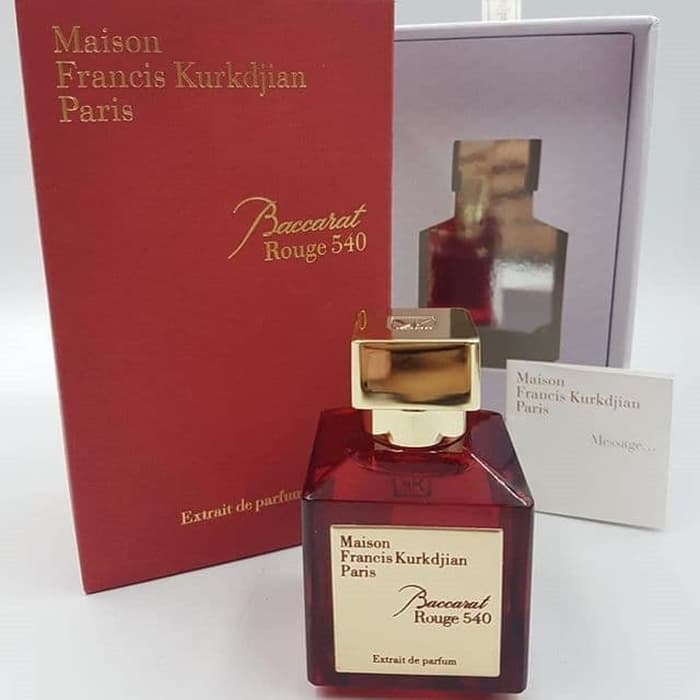 Maison
Francis Kurkdjian
Paris
Baccarat
Rouge 540
Extrait de parfum
Maison
Francis Kurkdjian
Paris
Message...
Maison
Francis Kurkdjian
Paris
Baccarat
Rouge 540
Extrait de parfum